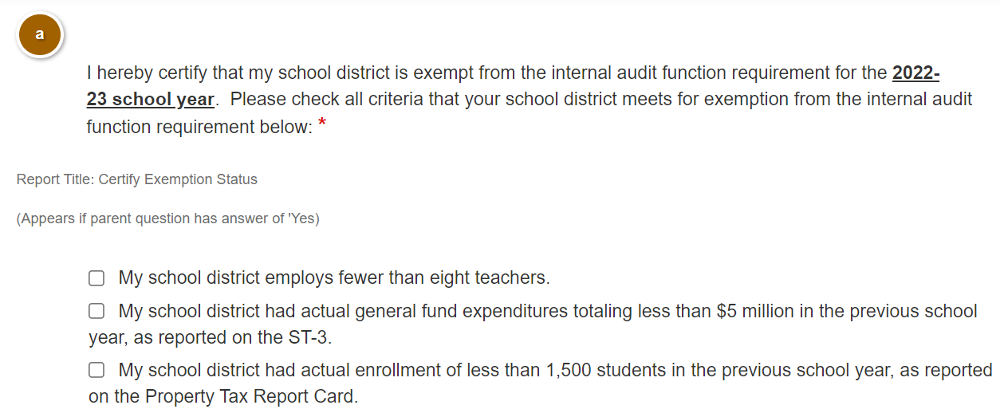 a
I hereby certify that my school district is exempt from the internal audit function requirement for the 2022-
23 school year.  Please check all criteria that your school district meets for exemption from the internal audit
function requirement below: *
Report Title: Certify Exemption Status
(Appears if parent question has answer of 'Yes)
My school district employs fewer than eight teachers.
My school district had actual general fund expenditures totaling less than $5 million in the previous school
year, as reported on the ST-3.
My school district had actual enrollment of less than 1,500 students in the previous school year, as reported
on the Property Tax Report Card.